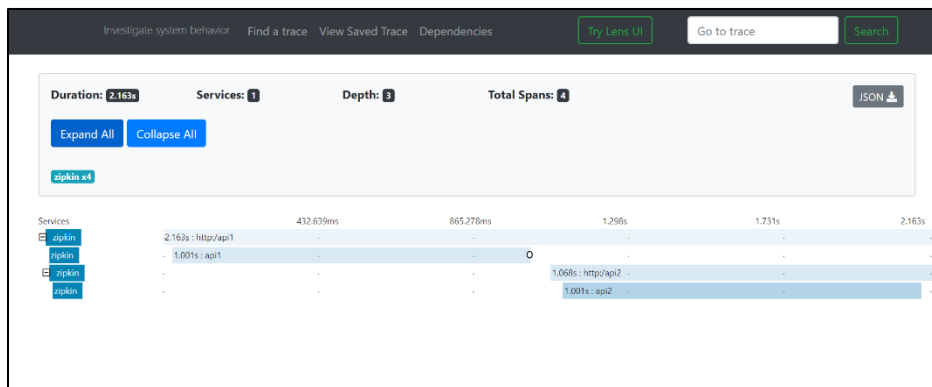 Investigate system behavior Find a trace View Saved Trace Dependencies Try Lens UI Go to trace Search
Duration: 2.163s Services: 1 Depth: 3 Total Spans: 4 JSON
Expand All Collapse All
zipkin x4
Services 432.639ms 865.278ms 1.298s 1.731s 2.163s
zipkin 2.163s : http:/api1
zipkin 1.001s : api1
zipkin 1.068s : http:/api2
zipkin 1.001s : api2